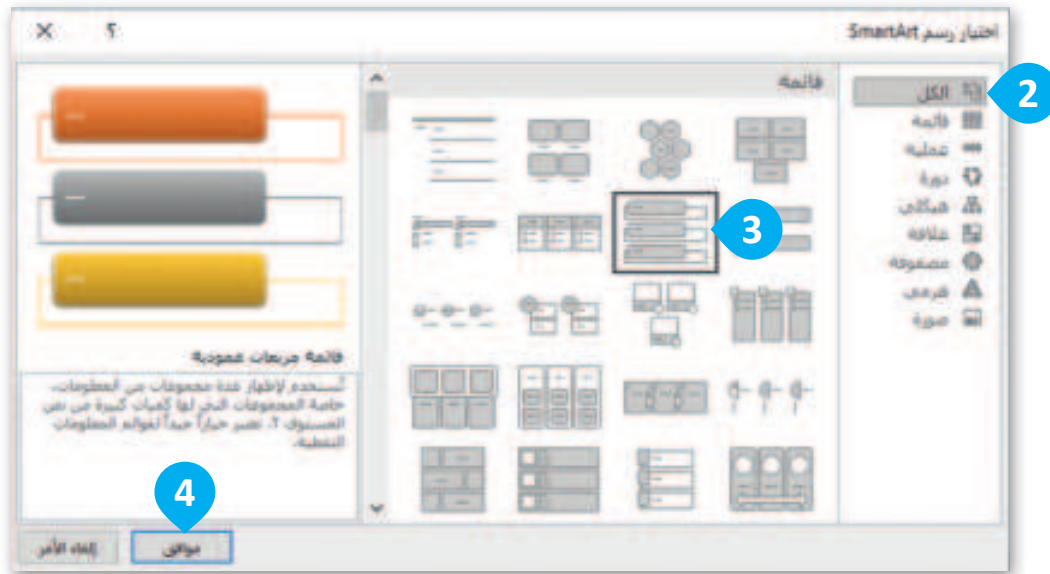 اختيار رسم SmartArt
؟
2
الكل
قائمة
عملية
دورة
هيكلي
علاقة
مصفوفة
هرمي
صورة
قائمة
3
قائمة مربعات عمودية
تُستخدم لإظهار عدة مجموعات من المعلومات،
خاصة المجموعات التي لها كميات كبيرة من نص
المستوى ٢. تعتبر خياراً جيداً لقوائم المعلومات
النقطية.
4
موافق
إلغاء الأمر